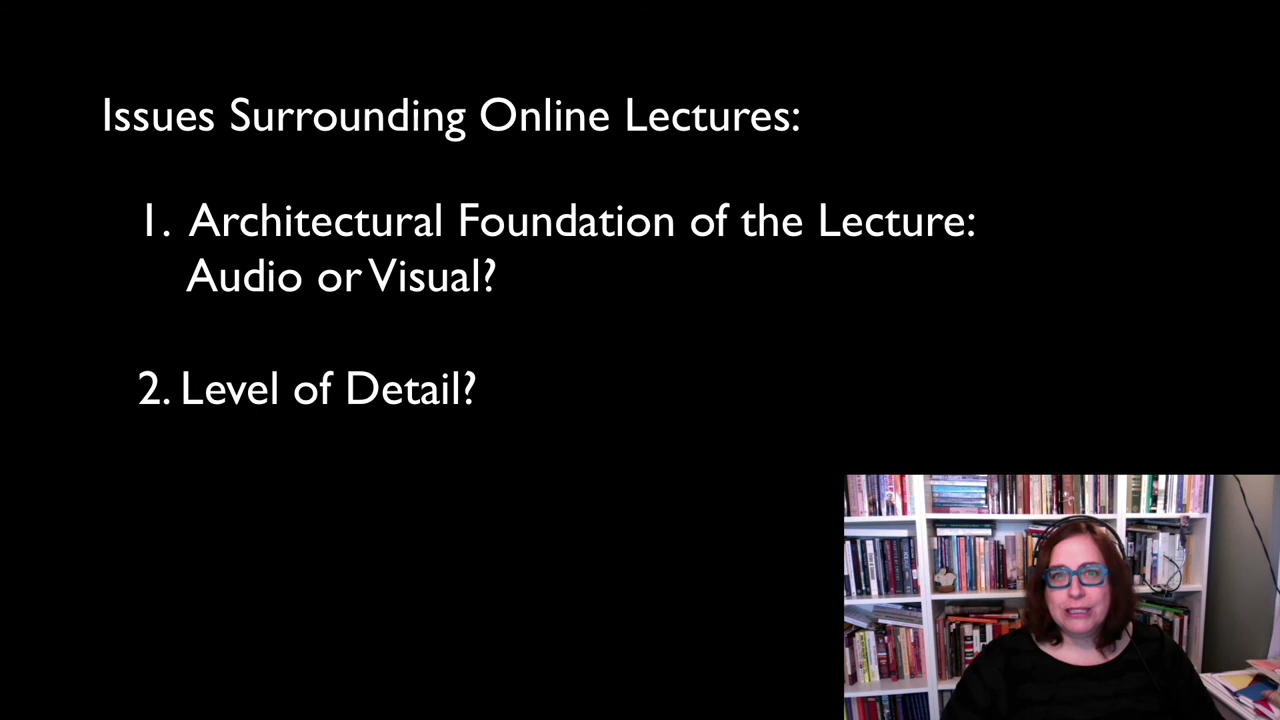 Issues Surrounding Online Lectures:
1. Architectural Foundation of the Lecture:
Audio or Visual?
2. Level of Detail?